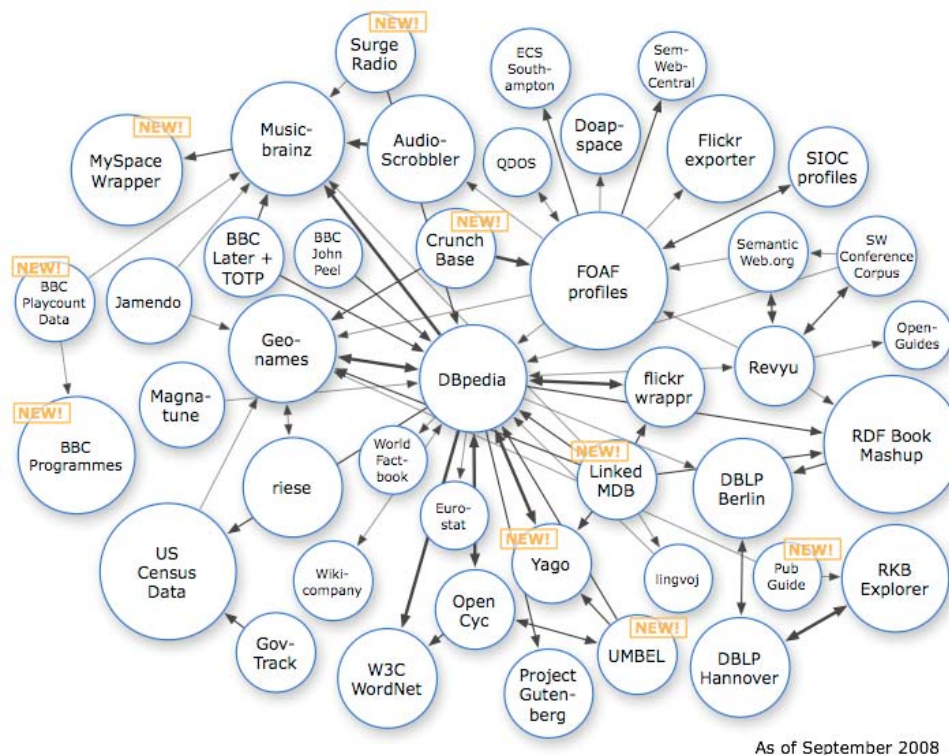 NEW!
Surge
Radio
ECS
South-
ampton
Sem-
Web-
Central
NEW!
MySpace
Wrapper
Music-
brainz
Audio-
Scrobbler
QDOS
Doap-
space
Flickr
exporter
SIOC
profiles
NEW!
BBC
Playcount
Data
Jamendo
BBC
Later +
TOTP
BBC
John
Peel
NEW!
Crunch
Base
FOAF
profiles
Semantic
Web.org
SW
Conference
Corpus
Geo-
names
DBpedia
flickr
wrappr
Revyu
Open-
Guides
Magna-
tune
NEW!
BBC
Programmes
riese
World
Fact-
book
NEW!
Linked
MDB
DBLP
Berlin
RDF Book
Mashup
US
Census
Data
Wiki-
company
Euro-
stat
NEW!
Yago
lingvoj
NEW!
Pub
Guide
RKB
Explorer
Gov-
Track
W3C
WordNet
Open
Cyc
Project
Guten-
berg
NEW!
UMBEL
DBLP
Hannover
As of September 2008